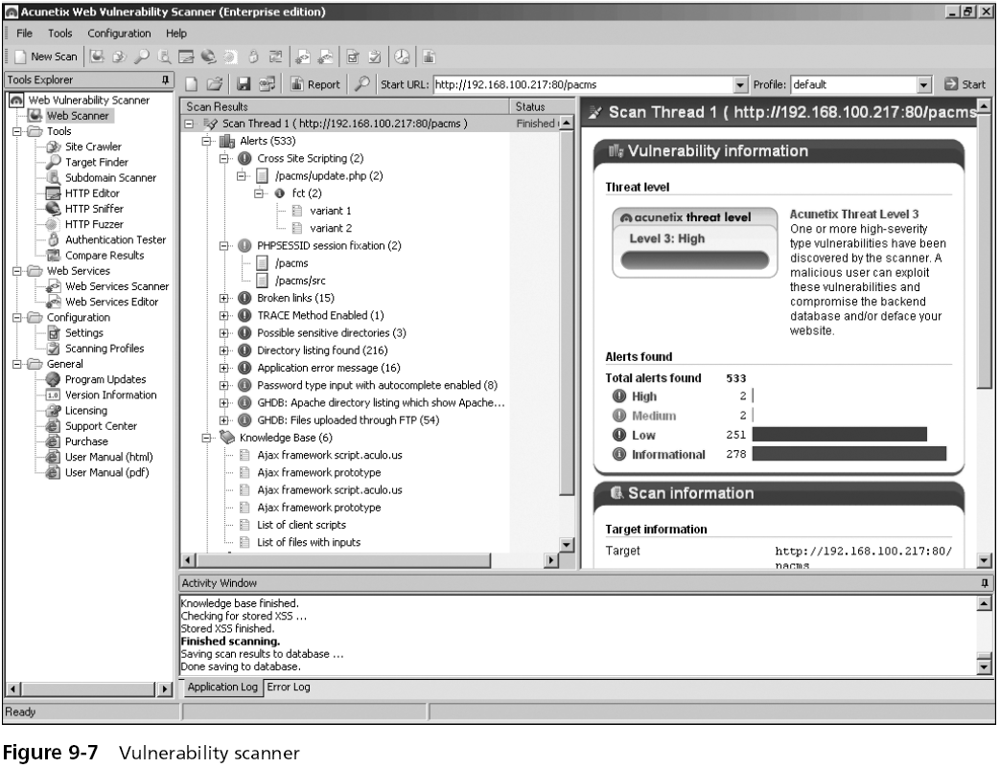 Acunetix Web Vulnerability Scanner (Enterprise edition)
File Tools Configuration Help
New Scan
Tools Explorer
Web Vulnerability Scanner
Web Scanner
Tools
Site Crawler
Target Finder
Subdomain Scanner
HTTP Editor
HTTP Sniffer
HTTP Fuzzer
Authentication Tester
Compare Results
Web Services
Web Services Scanner
Web Services Editor
Configuration
Settings
Scanning Profiles
General
Program Updates
Version Information
Licensing
Support Center
Purchase
User Manual (html)
User Manual (pdf)
Report Start URL: http://192.168.100.217:80/pacms Profile: default Start
Scan Results Status
Scan Thread 1 ( http://192.168.100.217:80/pacms ) Finished
Alerts (533)
Cross Site Scripting (2)
/pacms/update.php (2)
fct (2)
variant 1
variant 2
PHPSESSID session fixation (2)
/pacms
/pacms/src
Broken links (15)
TRACE Method Enabled (1)
Possible sensitive directories (3)
Directory listing found (216)
Application error message (16)
Password type input with autocomplete enabled (8)
GHDB: Apache directory listing which show Apache...
GHDB: Files uploaded through FTP (54)
Knowledge Base (6)
Ajax framework script.aculo.us
Ajax framework prototype
Ajax framework script.aculo.us
Ajax framework prototype
List of client scripts
List of files with inputs
Scan Thread 1 ( http://192.168.100.217:80/pacms
Vulnerability information
Threat level
acunetix threat level
Level 3: High
Acunetix Threat Level 3
One or more high-severity
type vulnerabilities have been
discovered by the scanner. A
malicious user can exploit
these vulnerabilities and
compromise the backend
database and/or deface your
website.
Alerts found
Total alerts found 533
High 2
Medium 2
Low 251
Informational 278
Scan information
Target information
Target http://192.168.100.217:80/
pacms
Activity Window
Knowledge base finished.
Checking for stored XSS ...
Stored XSS finished.
Finished scanning.
Saving scan results to database ...
Done saving to database.
Application Log Error Log
Ready
Figure 9-7 Vulnerability scanner